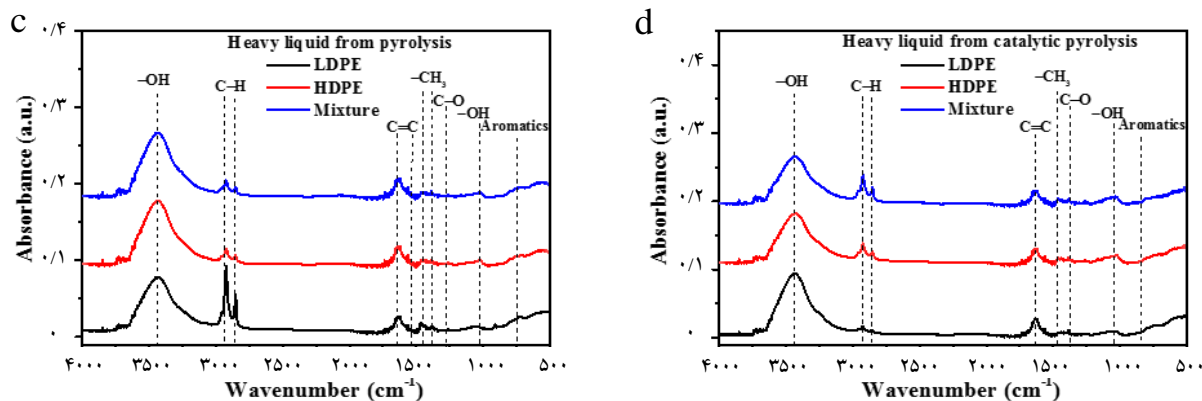 c
۰/۴
Heavy liquid from pyrolysis
LDPE
HDPE
Mixture
–OH
C–H
C=C
–CH3
C–O
–OH
Aromatics
۰/۳
۰/۲
۰/۱
۰
Absorbance (a.u.)
۴۰۰۰ ۳۵۰۰ ۳۰۰۰ ۲۵۰۰ ۲۰۰۰ ۱۵۰۰ ۱۰۰۰ ۵۰۰
Wavenumber (cm-1)
d
۰/۴
Heavy liquid from catalytic pyrolysis
LDPE
HDPE
Mixture
–OH
C–H
C=C
–CH3
C–O
–OH
Aromatics
۰/۳
۰/۲
۰/۱
۰
Absorbance (a.u.)
۴۰۰۰ ۳۵۰۰ ۳۰۰۰ ۲۵۰۰ ۲۰۰۰ ۱۵۰۰ ۱۰۰۰ ۵۰۰
Wavenumber (cm-1)